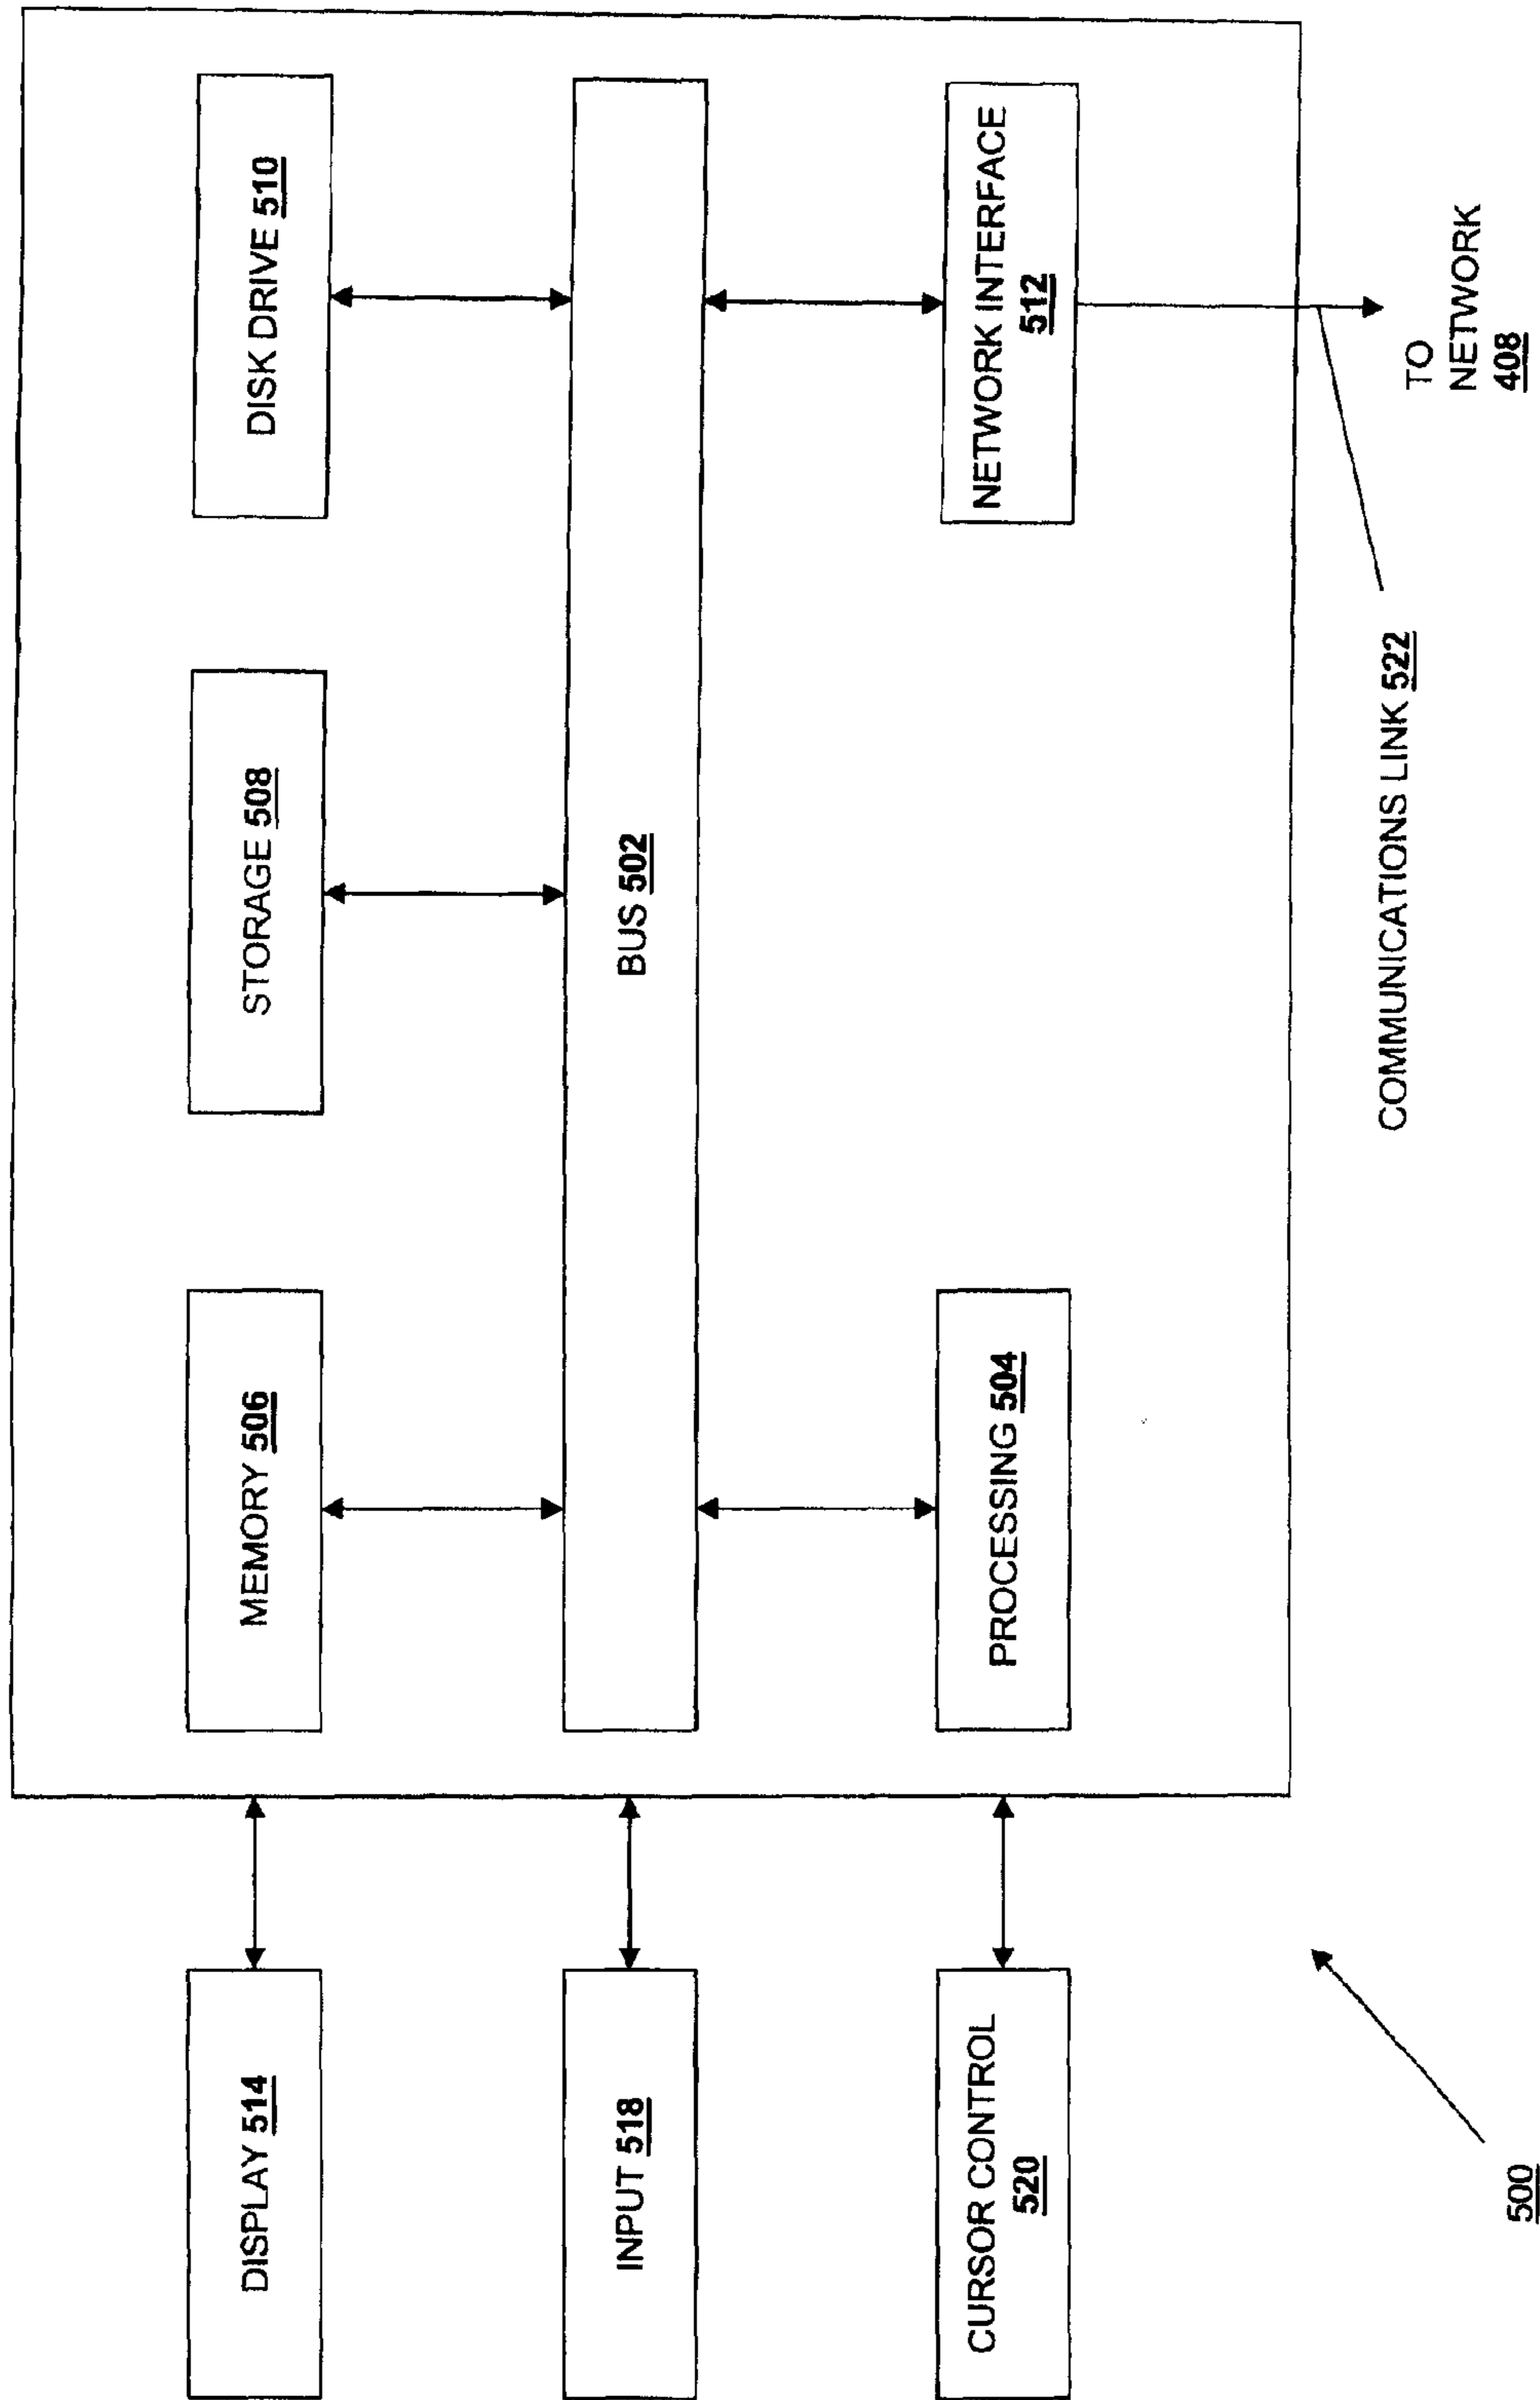 DISPLAY 514
MEMORY 506
STORAGE 508
DISK DRIVE 510
INPUT 518
BUS 502
CURSOR CONTROL
520
PROCESSING 504
NETWORK INTERFACE
512
COMMUNICATIONS LINK 522
TO
NETWORK
408
500